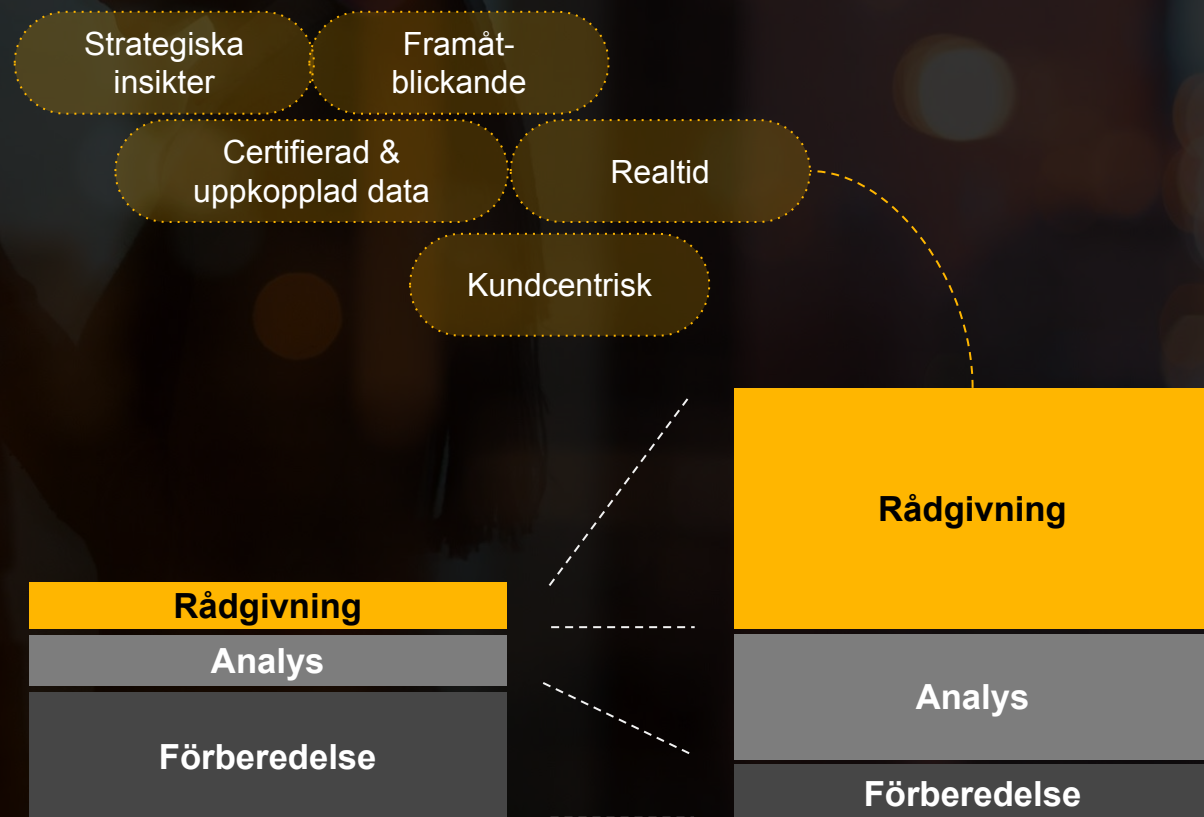 Strategiska
insikter
Framåt-
blickande
Certifierad &
uppkopplad data
Realtid
Kundcentrisk
Rådgivning
Analys
Förberedelse
Rådgivning
Analys
Förberedelse